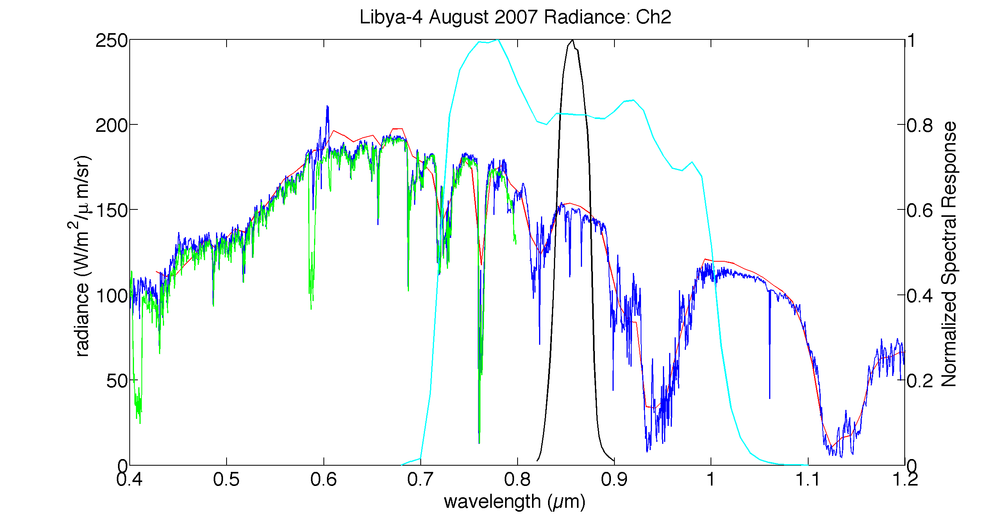 Libya-4 August 2007 Radiance: Ch2
250
200
150
100
50
0
radiance (W/m²/μ m/sr)
1
0.8
0.6
0.4
0.2
0
Normalized Spectral Response
0.4 0.5 0.6 0.7 0.8 0.9 1 1.1 1.2
wavelength (μm)